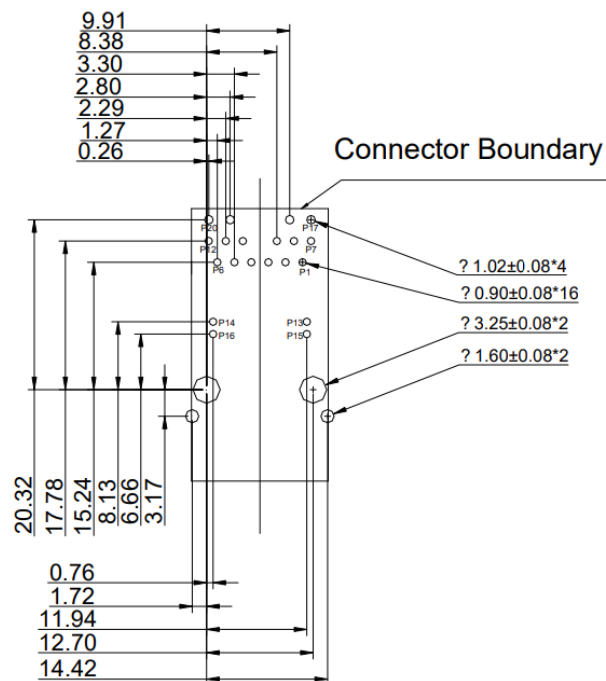 9.91
8.38
3.30
2.80
2.29
1.27
0.26
Connector Boundary
P20
P17
P12
P7
P6
P1
? 1.02±0.08*4
? 0.90±0.08*16
P14
P13
P16
P15
? 3.25±0.08*2
? 1.60±0.08*2
20.32
17.78
15.24
8.13
6.66
3.17
0.76
1.72
11.94
12.70
14.42